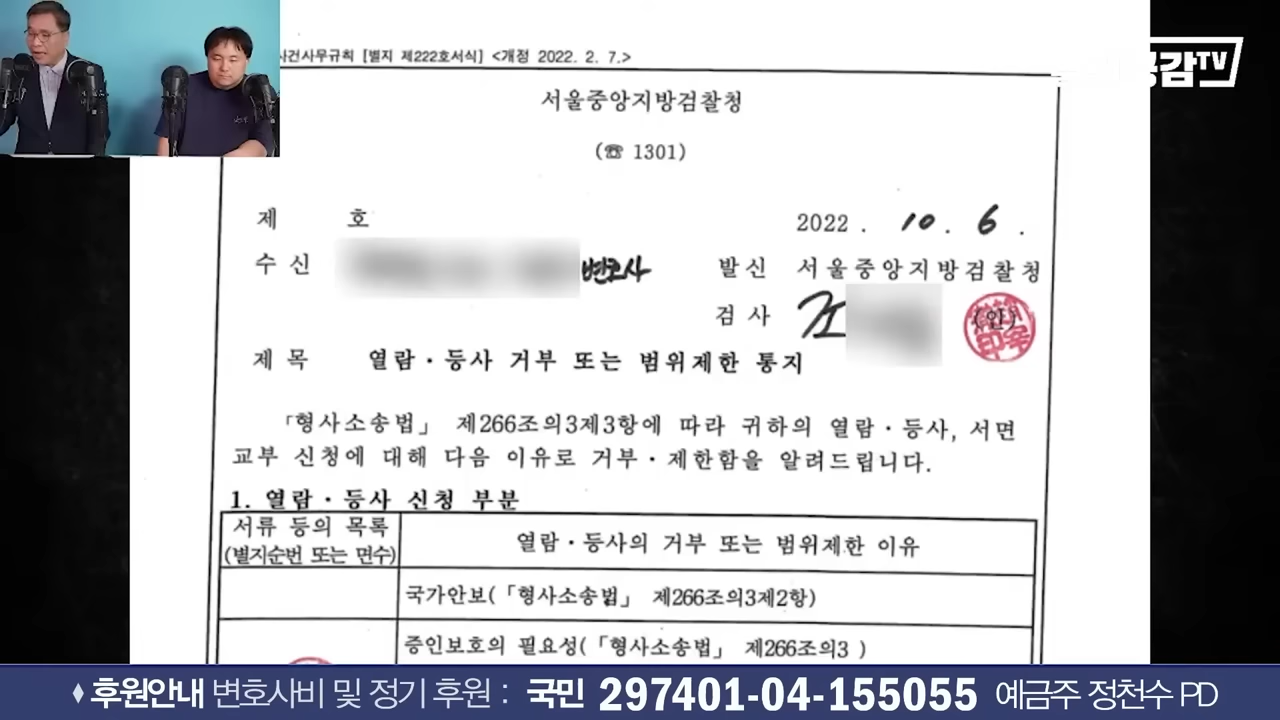 사건사무규칙 [별지 제222호서식] <개정 2022. 2. 7.>
공감TV
서울중앙지방검찰청
(☏ 1301)
제 호
2022 . 10 . 6 .
수 신 변호사
발 신 서울중앙지방검찰청
검 사 조 (인)
제 목 열람 · 등사 거부 또는 범위제한 통지
「형사소송법」 제266조의3제3항에 따라 귀하의 열람 · 등사, 서면
교부 신청에 대해 다음 이유로 거부 · 제한함을 알려드립니다.
1. 열람 · 등사 신청 부분
서류 등의 목록
(별지순번 또는 면수)
열람 · 등사의 거부 또는 범위제한 이유
국가안보(「형사소송법」 제266조의3제2항)
증인보호의 필요성(「형사소송법」 제266조의3 )
♦ 후원안내 변호사비 및 정기 후원 : 국민 297401-04-155055 예금주 정천수 PD